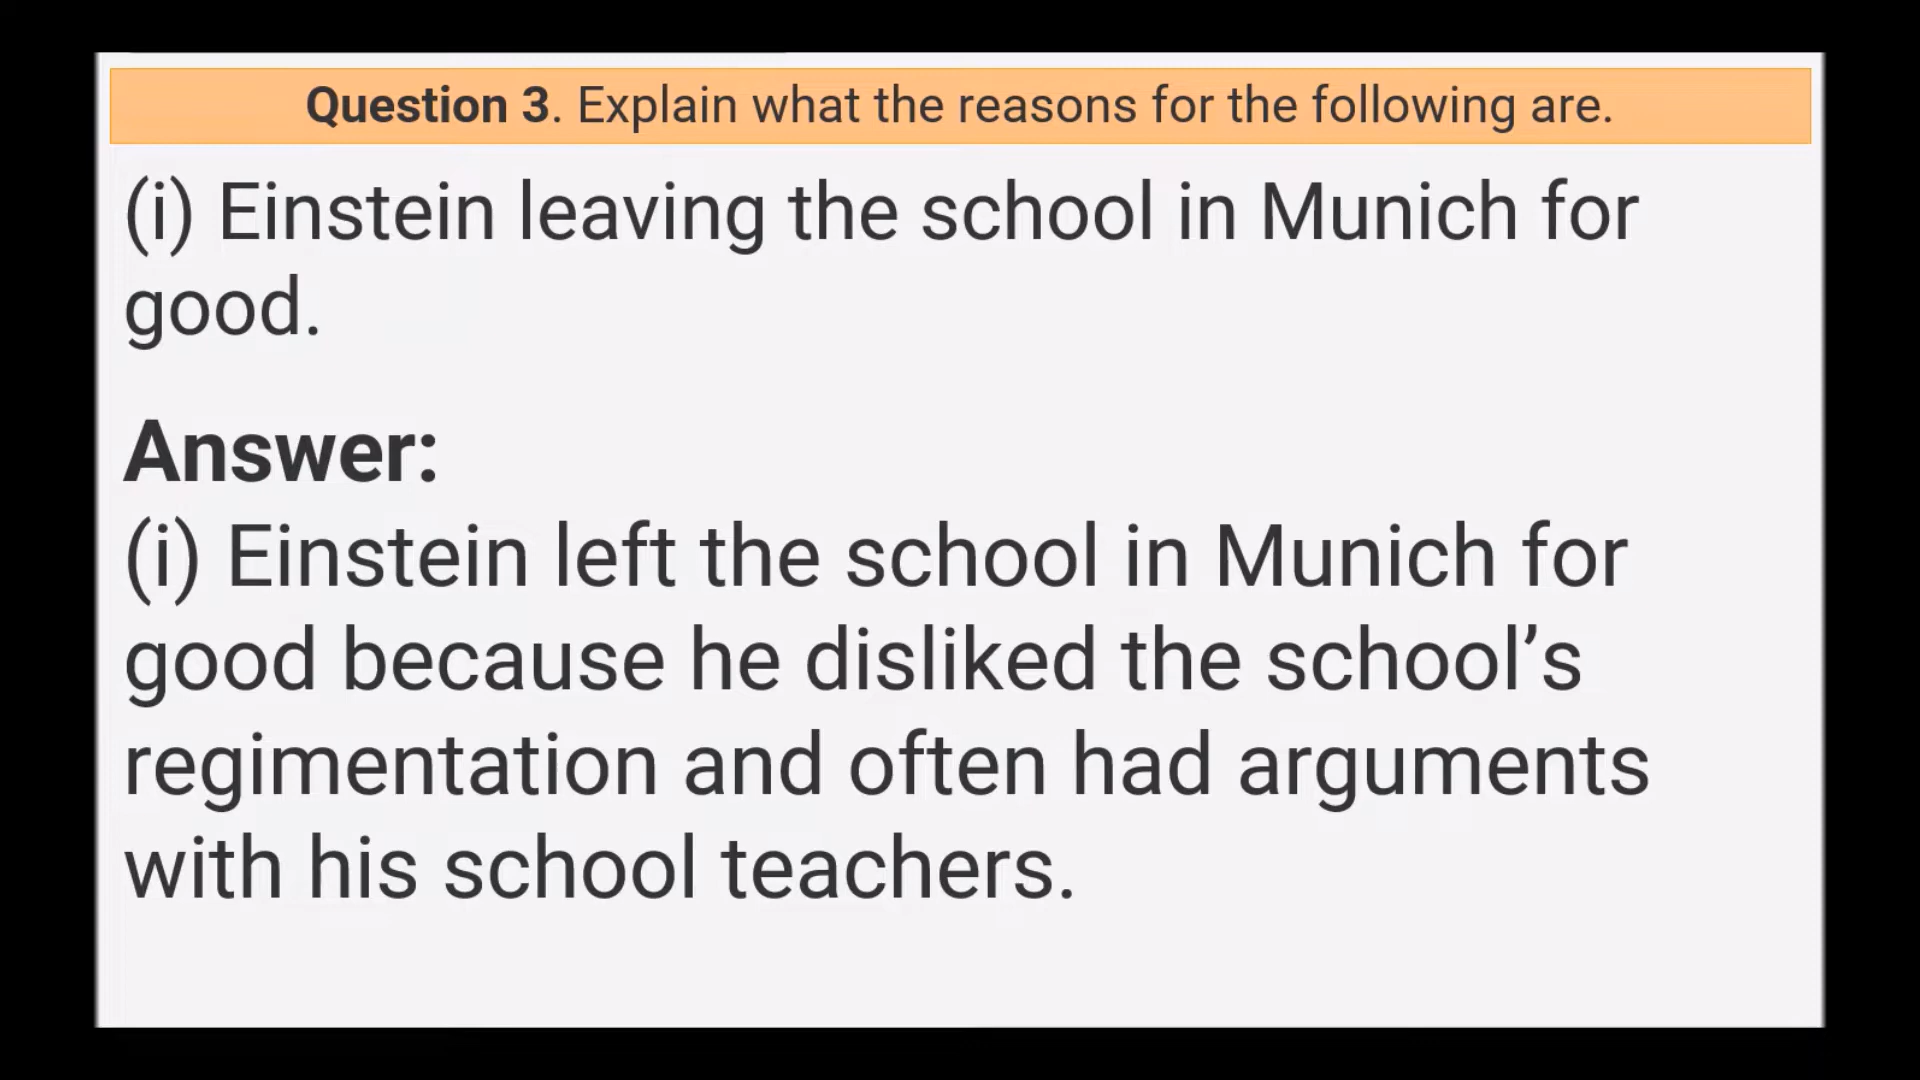 Question 3. Explain what the reasons for the following are.
(i) Einstein leaving the school in Munich for
good.
Answer:
(i) Einstein left the school in Munich for
good because he disliked the school’s
regimentation and often had arguments
with his school teachers.